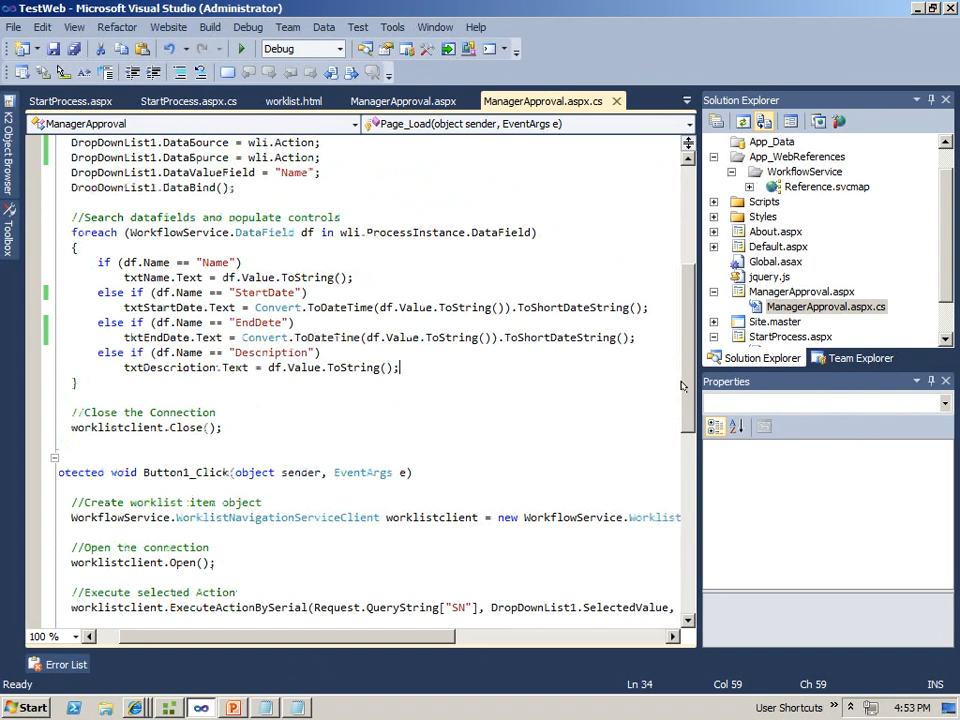 TestWeb - Microsoft Visual Studio (Administrator)
File Edit View Refactor Website Build Debug Team Data Test Tools Window Help
Debug
StartProcess.aspx StartProcess.aspx.cs worklist.html ManagerApproval.aspx ManagerApproval.aspx.cs
ManagerApproval Page_Load(object sender, EventArgs e)
K2 Object Browser
Toolbox
DropDownList1.DataSource = wli.Action;
DropDownList1.DataSource = wli.Action;
DropDownList1.DataValueField = "Name";
DropDownList1.DataBind();
//Search datafields and populate controls
foreach (WorkflowService.DataField df in wli.ProcessInstance.DataField)
{
if (df.Name == "Name")
txtName.Text = df.Value.ToString();
else if (df.Name == "StartDate")
txtStartDate.Text = Convert.ToDateTime(df.Value.ToString()).ToShortDateString();
else if (df.Name == "EndDate")
txtEndDate.Text = Convert.ToDateTime(df.Value.ToString()).ToShortDateString();
else if (df.Name == "Description")
txtDescription.Text = df.Value.ToString();
}
//Close the Connection
worklistclient.Close();
otected void Button1_Click(object sender, EventArgs e)
//Create worklist item object
WorkflowService.WorklistNavigationServiceClient worklistclient = new WorkflowService.Worklist
//Open the connection
worklistclient.Open();
//Execute selected Action
worklistclient.ExecuteActionBySerial(Request.QueryString["SN"], DropDownList1.SelectedValue,
100 %
Solution Explorer
App_Data
App_WebReferences
WorkflowService
Reference.svcmap
Scripts
Styles
About.aspx
Default.aspx
Global.asax
jquery.js
ManagerApproval.aspx
ManagerApproval.aspx.cs
Site.master
StartProcess.aspx
Solution Explorer Team Explorer
Properties
Error List
Ready Ln 34 Col 59 Ch 59 INS
Start User Shortcuts 4:53 PM